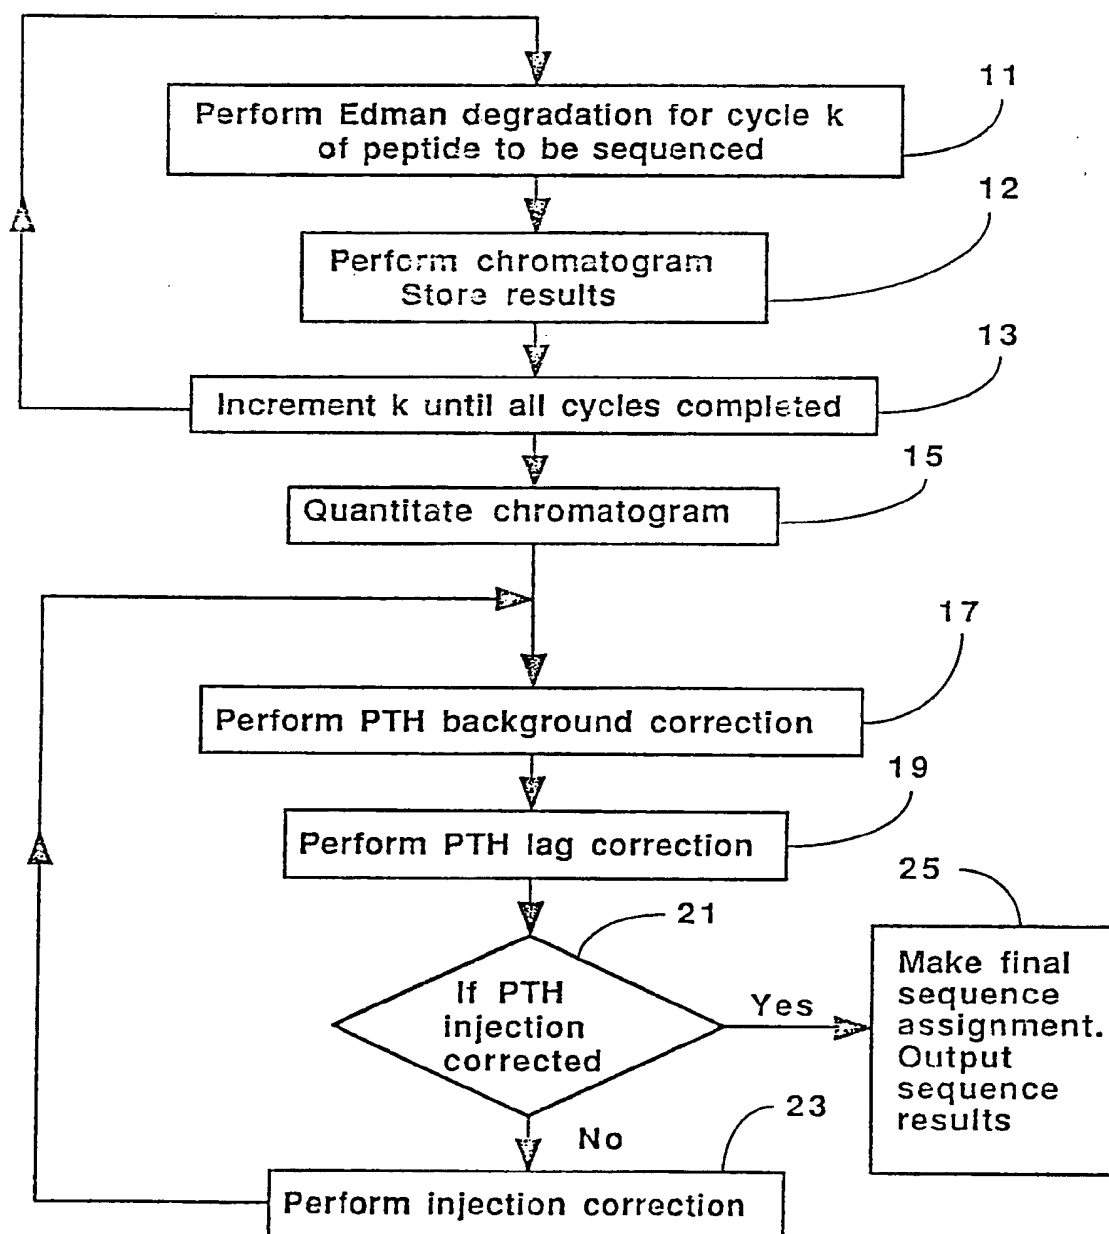 11
Perform Edman degradation for cycle k
of peptide to be sequenced
12
Perform chromatogram
Store results
13
Increment k until all cycles completed
15
Quantitate chromatogram
17
Perform PTH background correction
19
Perform PTH lag correction
21
If PTH
injection
corrected
Yes
25
Make final
sequence
assignment.
Output
sequence
results
No
23
Perform injection correction